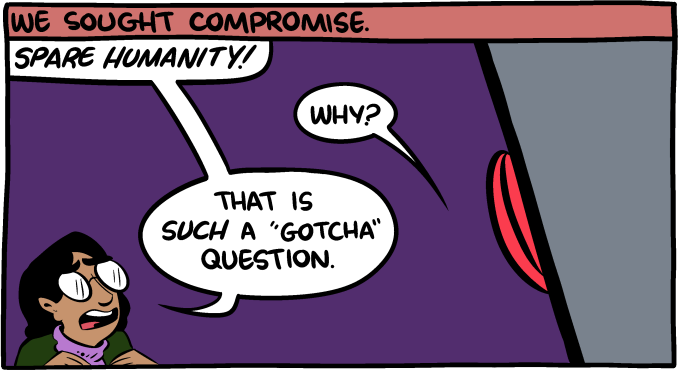 WE SOUGHT COMPROMISE.
SPARE HUMANITY!
WHY?
THAT IS
SUCH A "GOTCHA"
QUESTION.